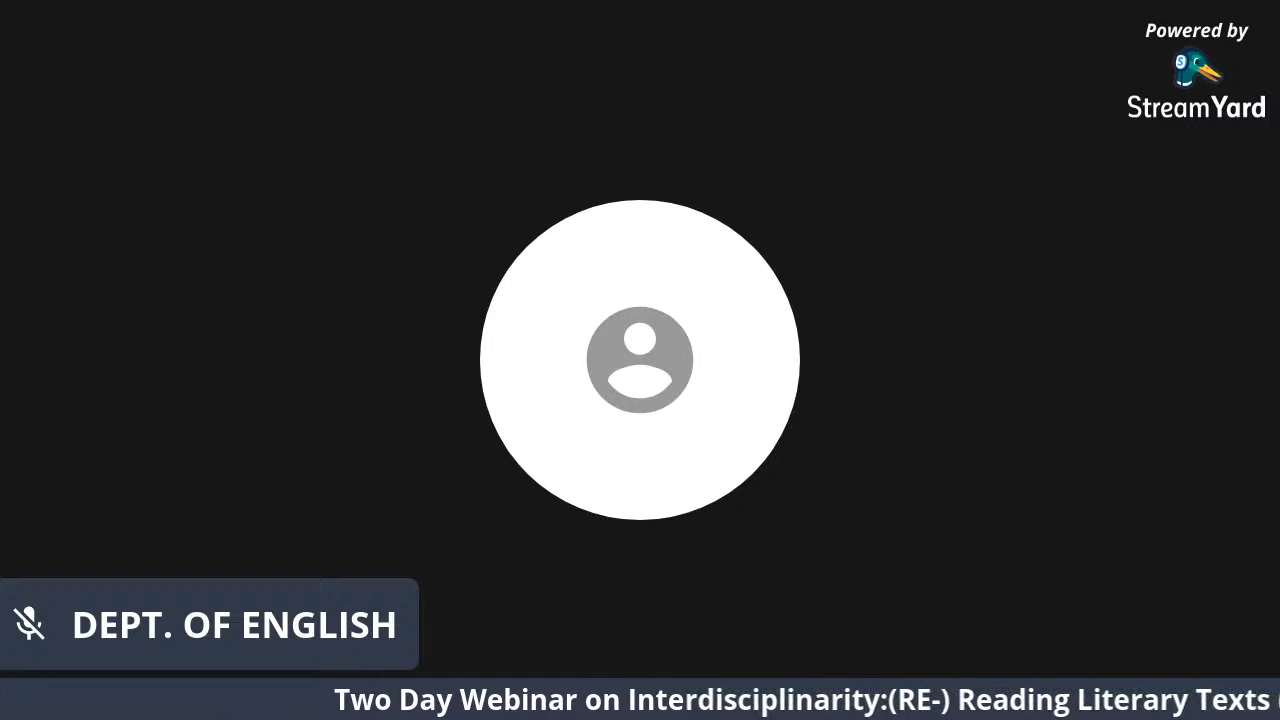 Powered by
S
StreamYard
DEPT. OF ENGLISH
Two Day Webinar on Interdisciplinarity:(RE-) Reading Literary Texts